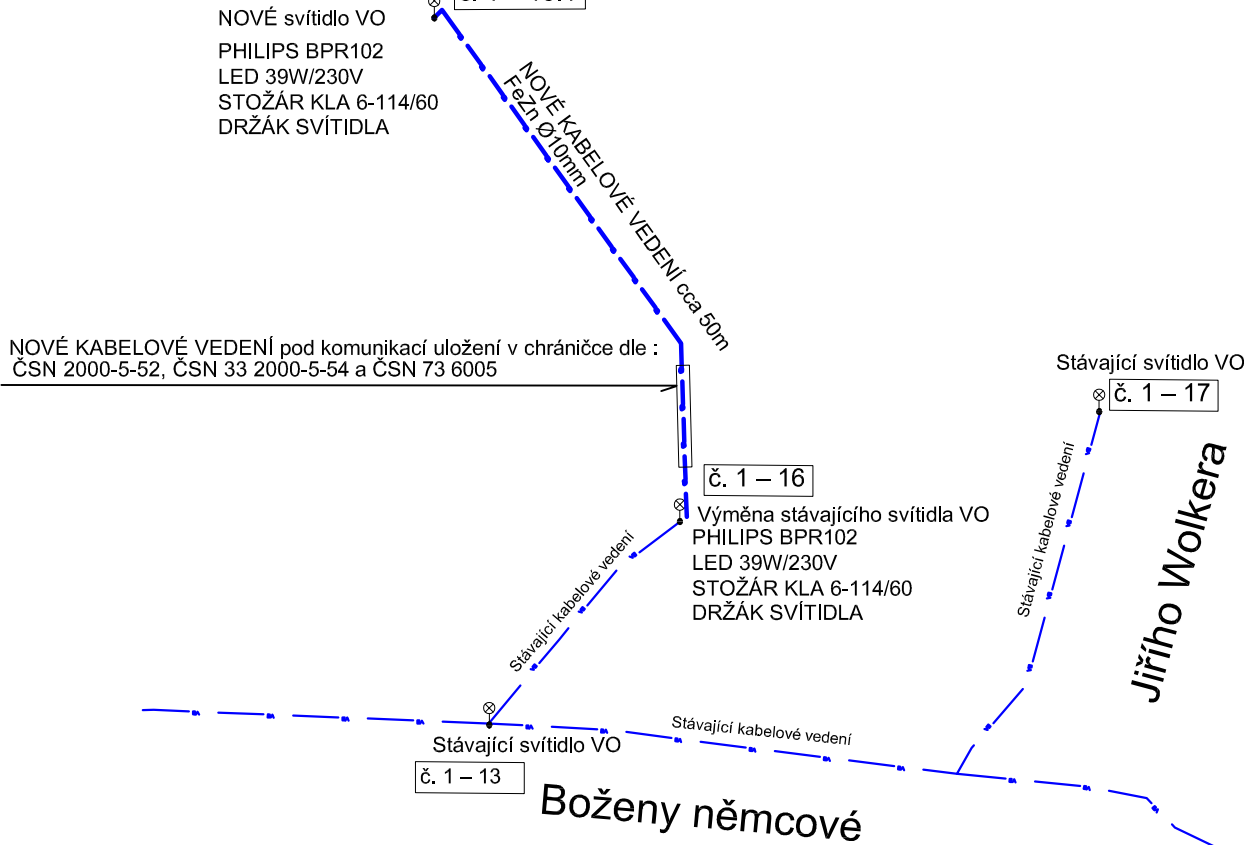 NOVÉ svítidlo VO
PHILIPS BPR102
LED 39W/230V
STOŽÁR KLA 6-114/60
DRŽÁK SVÍTIDLA
NOVÉ KABELOVÉ VEDENÍ cca 50m
FeZn Ø10mm
NOVÉ KABELOVÉ VEDENÍ pod komunikací uložení v chráničce dle :
ČSN 2000-5-52, ČSN 33 2000-5-54 a ČSN 73 6005
Stávající svítidlo VO
č. 1 – 17
Stávající kabelové vedení
Jiřího Wolkera
č. 1 – 16
Výměna stávajícího svítidla VO
PHILIPS BPR102
LED 39W/230V
STOŽÁR KLA 6-114/60
DRŽÁK SVÍTIDLA
Stávající kabelové vedení
Stávající kabelové vedení
Stávající svítidlo VO
č. 1 – 13
Boženy němcové